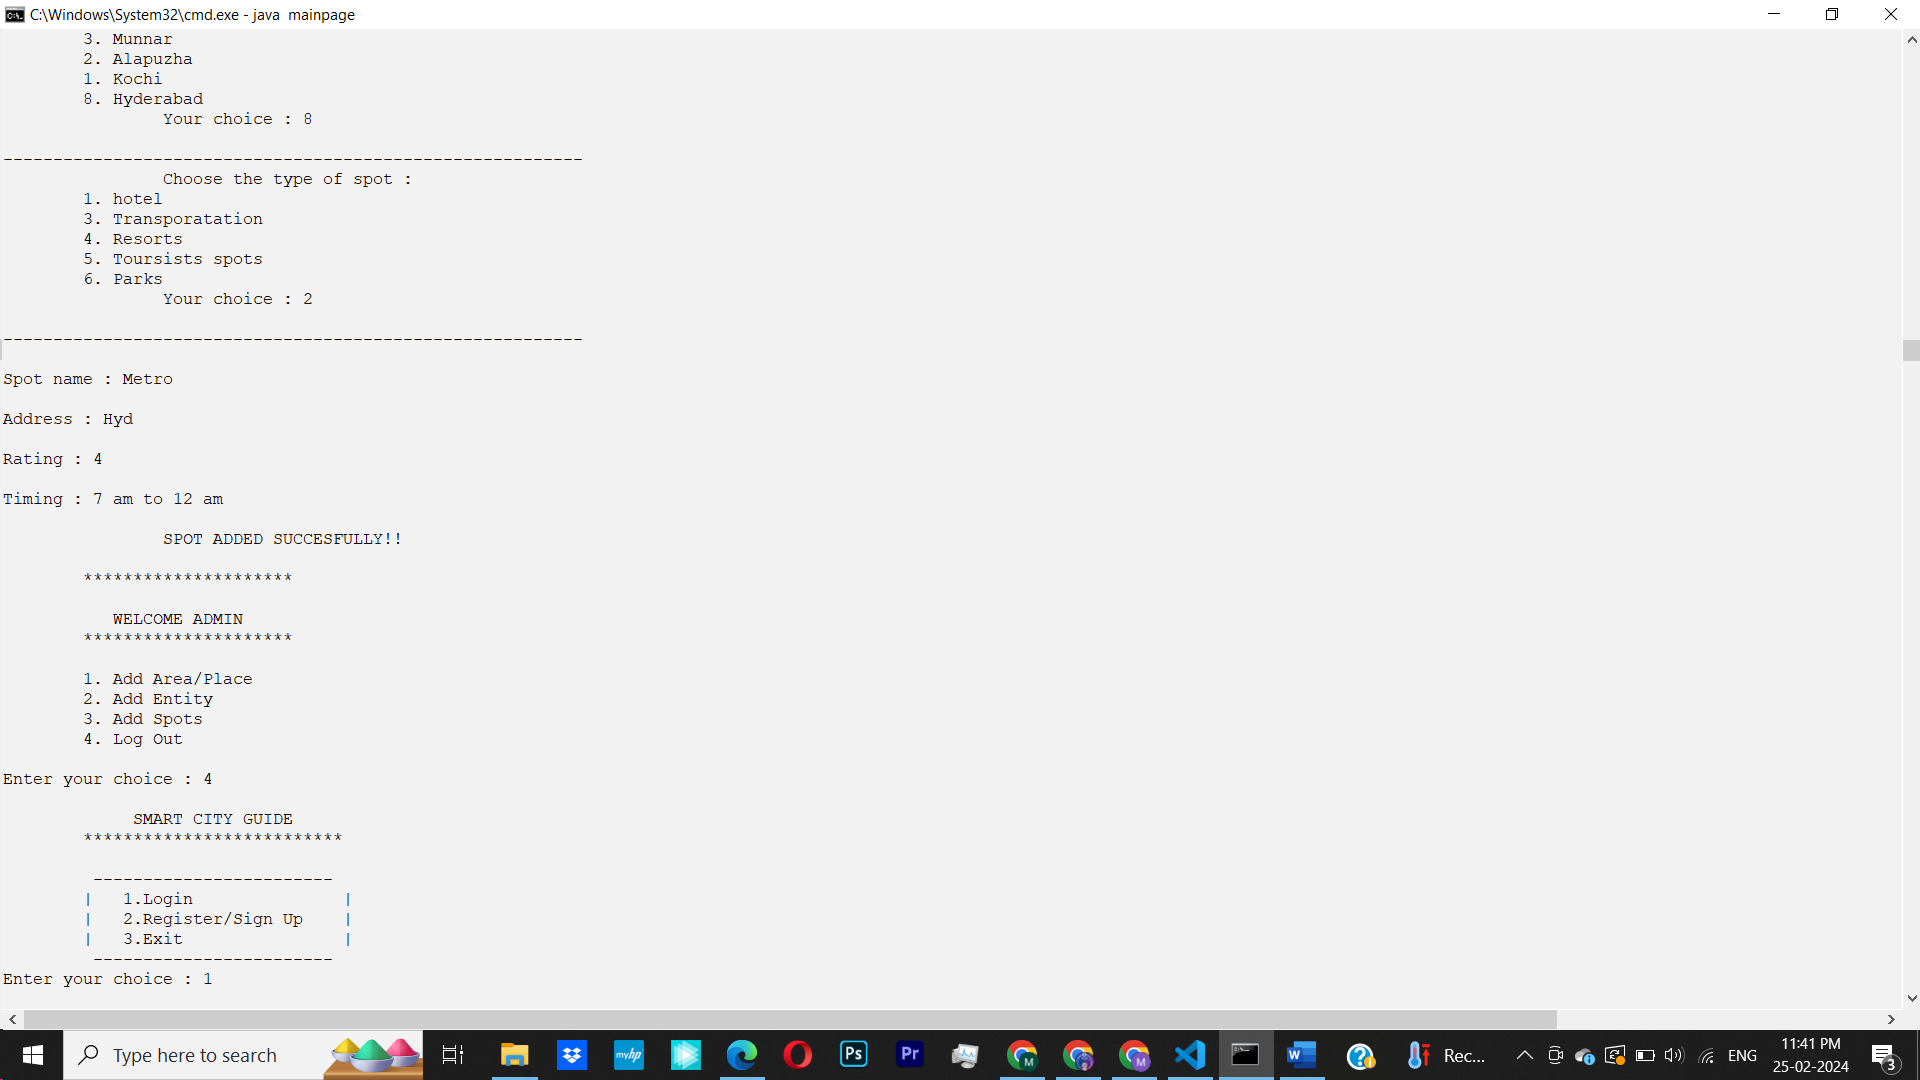 C:\Windows\System32\cmd.exe - java  mainpage
3. Munnar
2. Alapuzha
1. Kochi
8. Hyderabad
Your choice : 8
----------------------------------------------------------
Choose the type of spot :
1. hotel
3. Transporatation
4. Resorts
5. Toursists spots
6. Parks
Your choice : 2
----------------------------------------------------------
Spot name : Metro
Address : Hyd
Rating : 4
Timing : 7 am to 12 am
SPOT ADDED SUCCESFULLY!!
*********************
WELCOME ADMIN
*********************
1. Add Area/Place
2. Add Entity
3. Add Spots
4. Log Out
Enter your choice : 4
SMART CITY GUIDE
**************************
------------------------
|   1.Login               |
|   2.Register/Sign Up    |
|   3.Exit                |
------------------------
Enter your choice : 1
Type here to search
myhp
Ps
Pr
M
M
W
Rec...
ENG
11:41 PM
25-02-2024
3